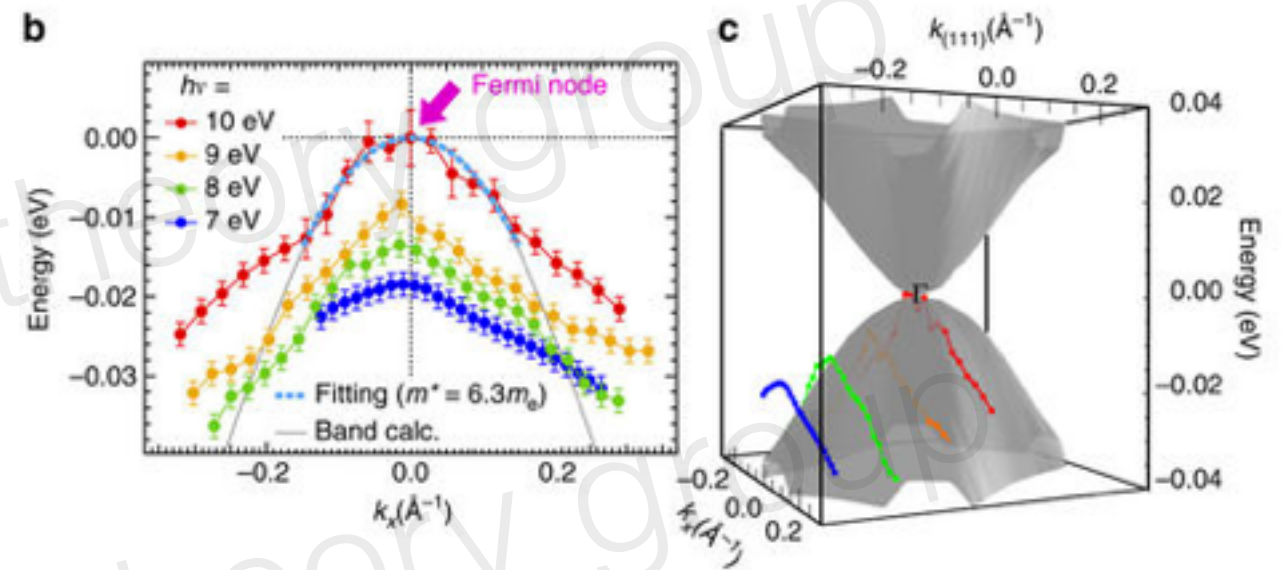 b
hν =
10 eV
9 eV
8 eV
7 eV
Fermi node
0.00
−0.01
−0.02
−0.03
Energy (eV)
Fitting (m* = 6.3mₑ)
Band calc.
−0.2
0.0
0.2
kₓ(Å⁻¹)
c
k₍₁₁₁₎(Å⁻¹)
−0.2
0.0
0.2
0.04
0.02
0.00
−0.02
−0.04
Energy (eV)
Γ
−0.2
0.0
0.2
kₓ(Å⁻¹)
theory group
theory group